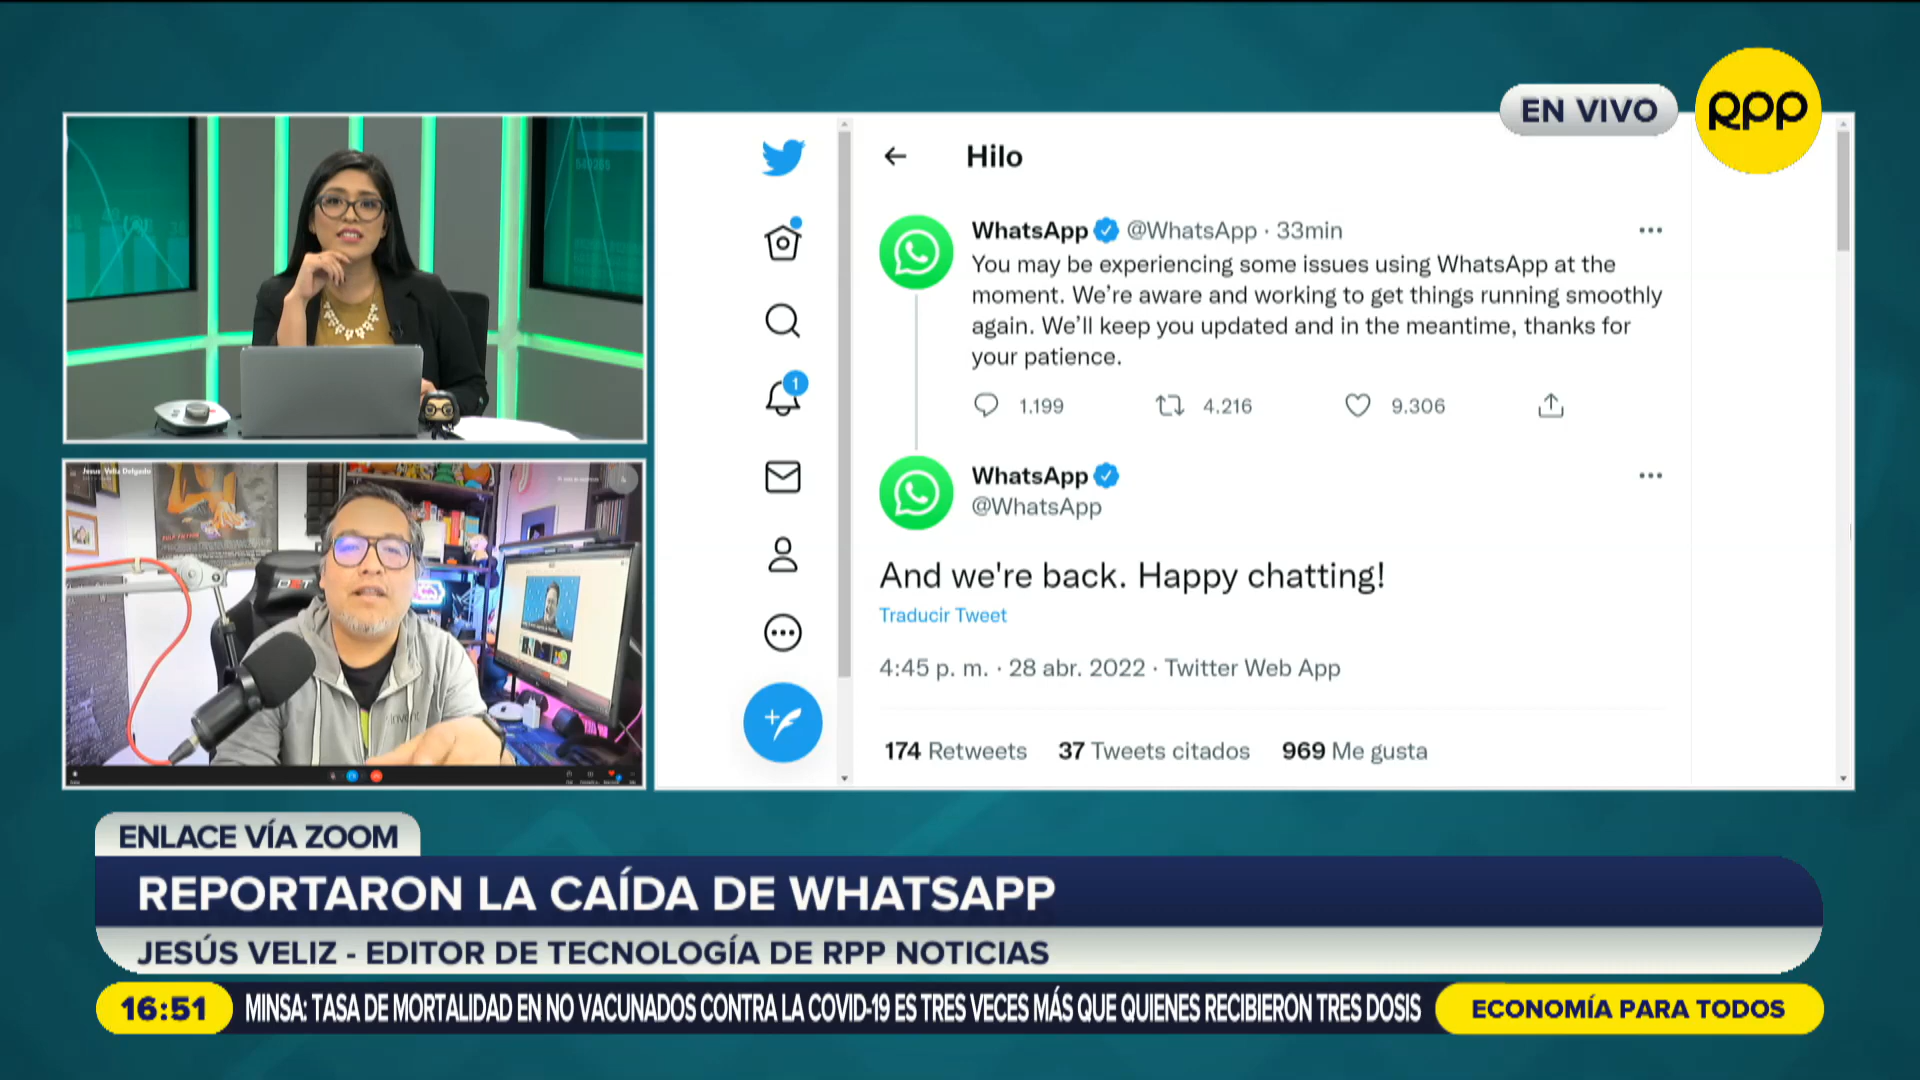 EN VIVO
rpp
Hilo
WhatsApp @WhatsApp · 33min
You may be experiencing some issues using WhatsApp at the
moment. We’re aware and working to get things running smoothly
again. We’ll keep you updated and in the meantime, thanks for
your patience.
1.199 4.216 9.306
1
WhatsApp
@WhatsApp
And we're back. Happy chatting!
Traducir Tweet
4:45 p. m. · 28 abr. 2022 · Twitter Web App
174 Retweets 37 Tweets citados 969 Me gusta
Jesus Veliz Delgado
PULP FICTION
ENLACE VÍA ZOOM
REPORTARON LA CAÍDA DE WHATSAPP
JESÚS VELIZ - EDITOR DE TECNOLOGÍA DE RPP NOTICIAS
16:51 MINSA: TASA DE MORTALIDAD EN NO VACUNADOS CONTRA LA COVID-19 ES TRES VECES MÁS QUE QUIENES RECIBIERON TRES DOSIS
ECONOMÍA PARA TODOS